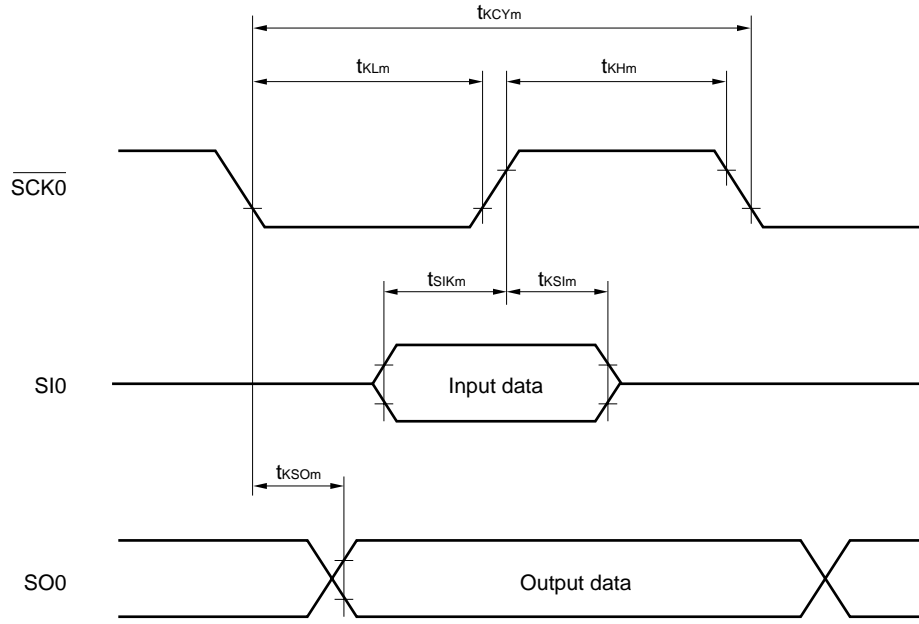 tKCYm
tKLm
tKHm
SCK0
tSIKm
tKSIm
SI0
Input data
tKSOm
SO0
Output data